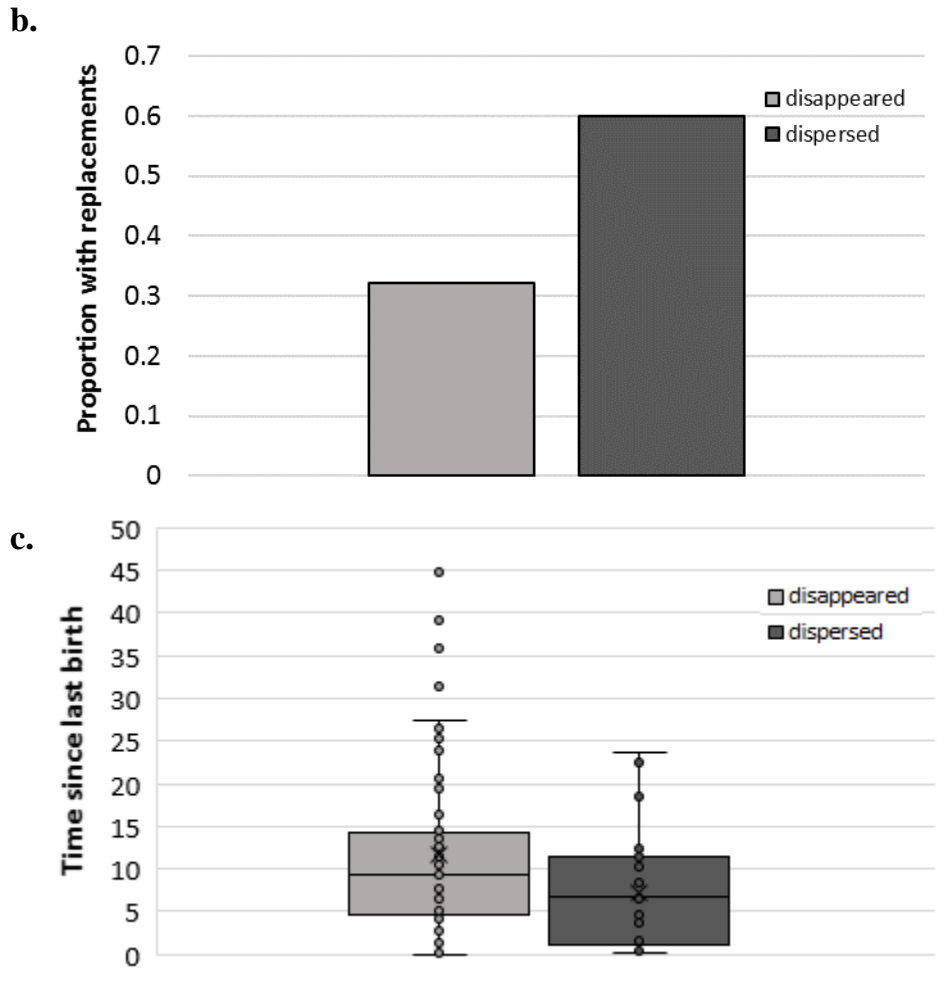 b.
Proportion with replacements
0.7
0.6
0.5
0.4
0.3
0.2
0.1
0
disappeared
dispersed
c.
Time since last birth
50
45
40
35
30
25
20
15
10
5
0
disappeared
dispersed